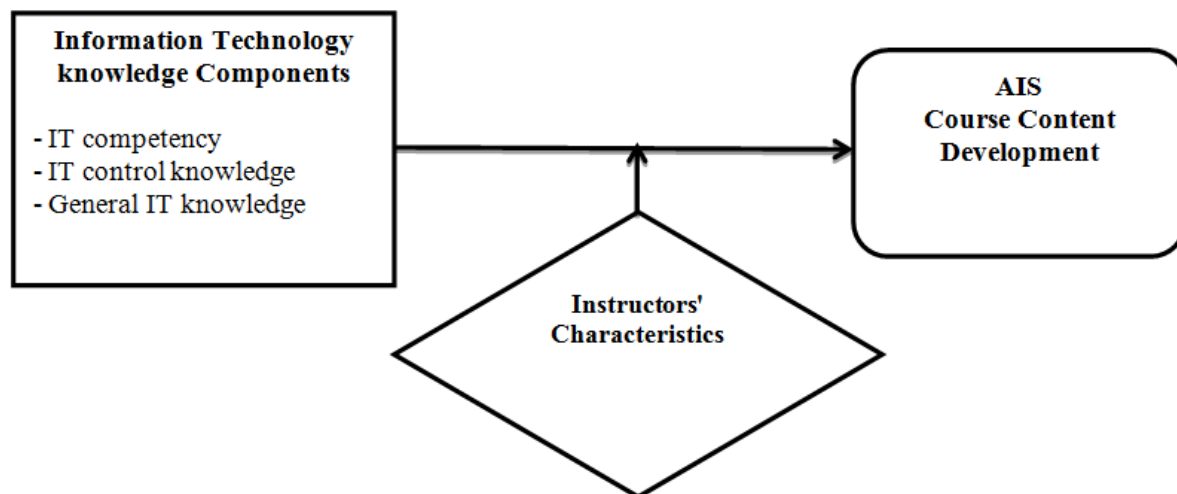 Information Technology
knowledge Components
- IT competency
- IT control knowledge
- General IT knowledge
AIS
Course Content
Development
Instructors'
Characteristics